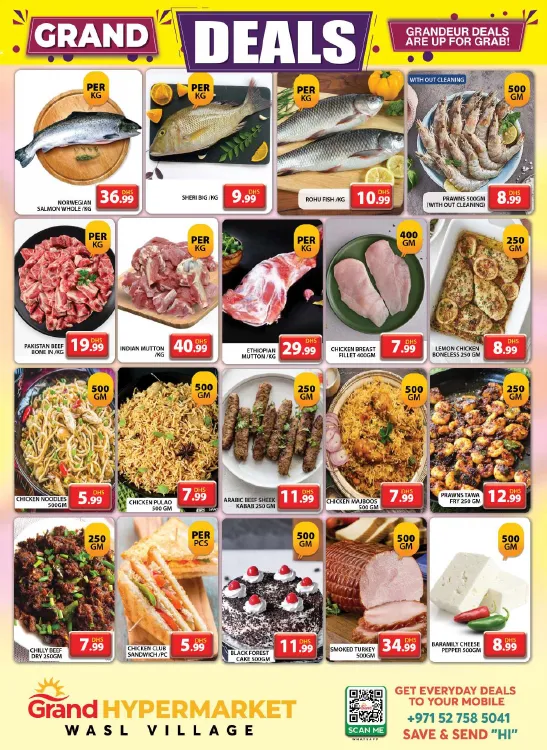 GRAND
DEALS
GRANDEUR DEALS
ARE UP FOR GRAB!
PER
KG
NORWEGIAN
SALMON WHOLE /KG
DHS
36.99
PER
KG
SHERI BIG /KG
DHS
9.99
PER
KG
ROHU FISH /KG
DHS
10.99
WITH OUT CLEANING
500
GM
PRAWNS 500GM
(WITH OUT CLEANING)
DHS
8.99
PER
KG
PAKISTAN BEEF
BONE IN /KG
DHS
19.99
PER
KG
INDIAN MUTTON
/KG
DHS
40.99
PER
KG
ETHIOPIAN
MUTTON /KG
DHS
29.99
400
GM
CHICKEN BREAST
FILLET 400GM
DHS
7.99
250
GM
LEMON CHICKEN
BONELESS 250 GM
DHS
8.99
500
GM
CHICKEN NOODLES
500GM
DHS
5.99
500
GM
CHICKEN PULAO
500 GM
DHS
7.99
250
GM
ARABIC BEEF SHEEK
KABAB 250 GM
DHS
11.99
500
GM
CHICKEN MAJBOOS
500 GM
DHS
7.99
250
GM
PRAWNS TAWA
FRY 250 GM
DHS
12.99
250
GM
CHILLY BEEF
DRY 250GM
DHS
7.99
PER
PCS
CHICKEN CLUB
SANDWICH /PC
DHS
5.99
500
GM
BLACK FOREST
CAKE 500GM
DHS
11.99
500
GM
SMOKED TURKEY
500GM
DHS
34.99
500
GM
BARAMILY CHEESE
PEPPER 500GM
DHS
8.99
Grand HYPERMARKET
WASL VILLAGE
SCAN ME
WHATSAPP
GET EVERYDAY DEALS
TO YOUR MOBILE
+971 52 758 5041
SAVE & SEND "HI"